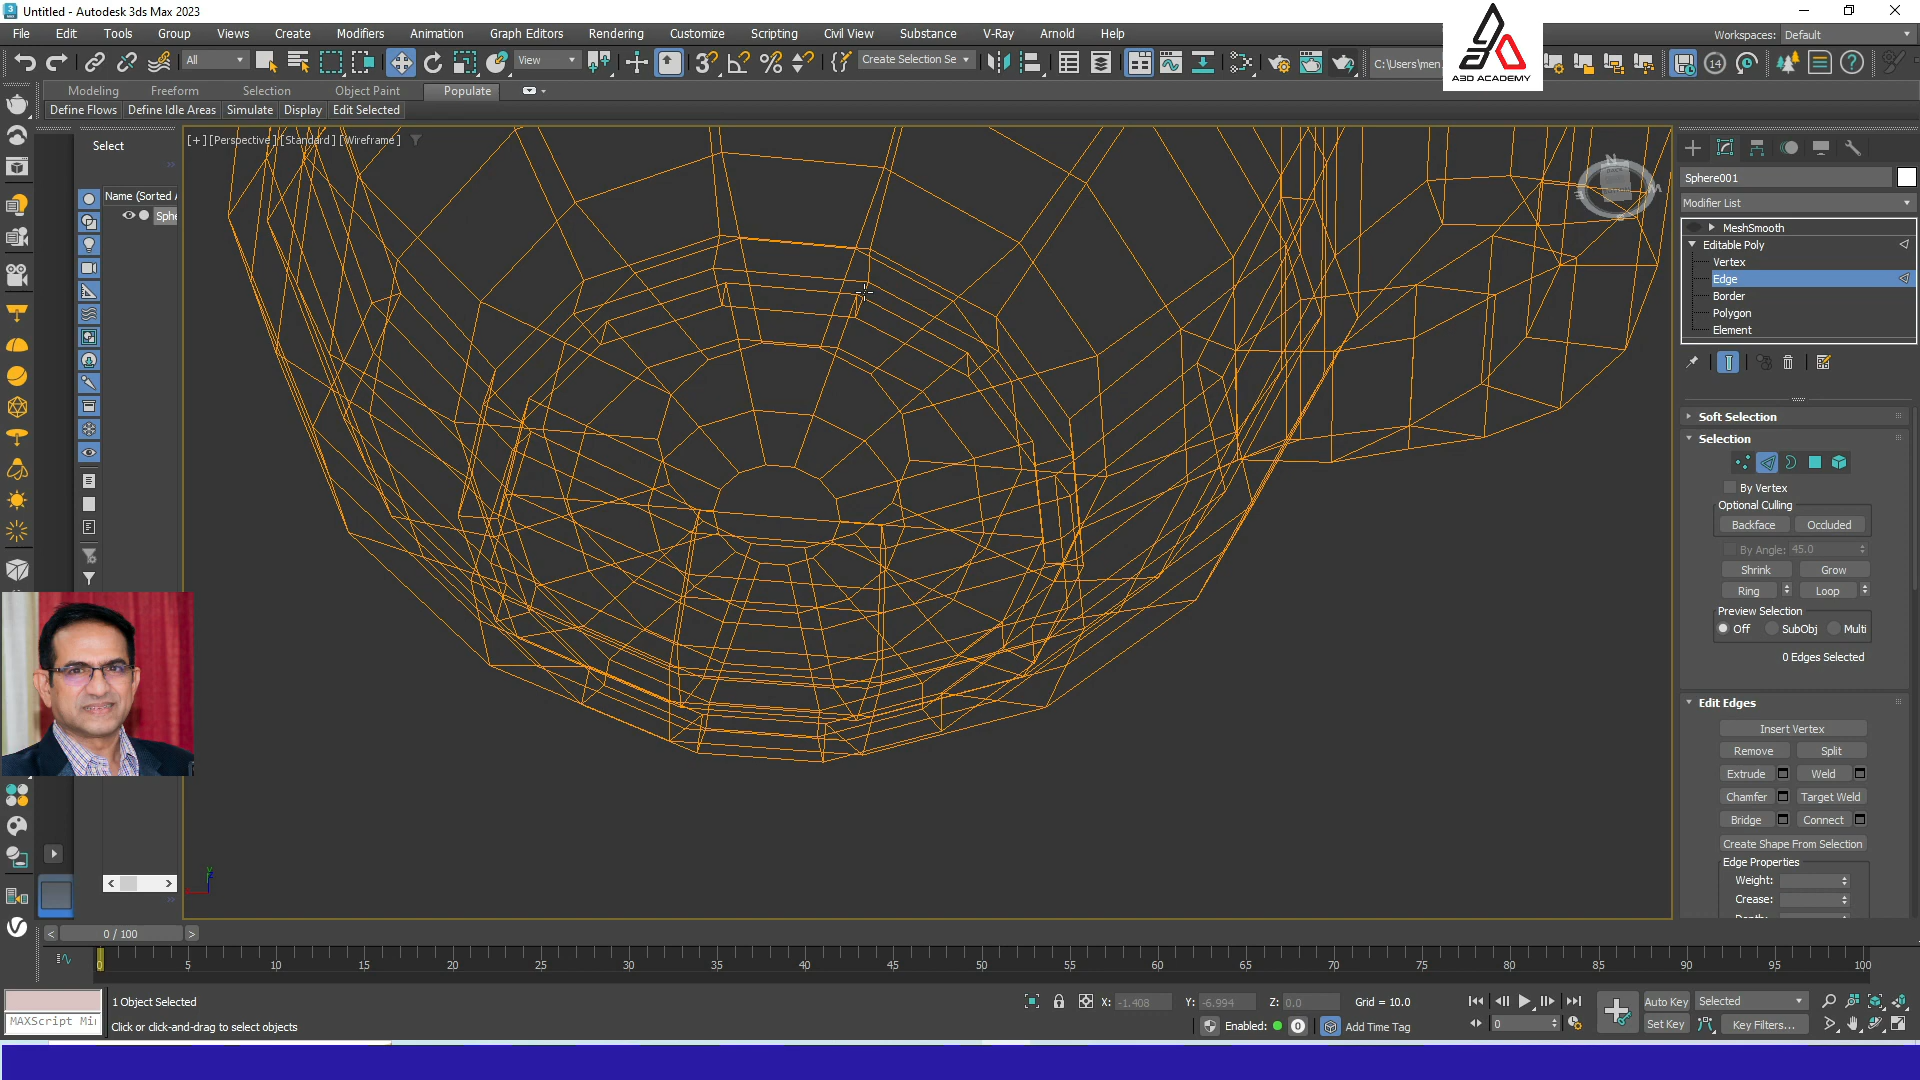 Untitled - Autodesk 3ds Max 2023
File Edit Tools Group Views Create Modifiers Animation Graph Editors Rendering Customize Scripting Civil View Substance V-Ray Arnold Help
Workspaces: Default
All View Create Selection Se C:\Users\men 14
A3D ACADEMY
Modeling Freeform Selection Object Paint Populate
Define Flows Define Idle Areas Simulate Display Edit Selected
Select
[+] [Perspective] [Standard] [Wireframe]
Name (Sorted A
Sphe
Sphere001
Modifier List
MeshSmooth
Editable Poly
Vertex
Edge
Border
Polygon
Element
Soft Selection
Selection
By Vertex
Optional Culling
Backface Occluded
By Angle: 45.0
Shrink Grow
Ring Loop
Preview Selection
Off SubObj Multi
0 Edges Selected
Edit Edges
Insert Vertex
Remove Split
Extrude Weld
Chamfer Target Weld
Bridge Connect
Create Shape From Selection
Edge Properties
Weight:
Crease:
0 / 100
0 5 10 15 20 25 30 35 40 45 50 55 60 65 70 75 80 85 90 95 100
1 Object Selected X: -1.408 Y: -6.994 Z: 0.0 Grid = 10.0 Auto Key Selected
MAXScript Mi Click or click-and-drag to select objects Enabled: 0 Add Time Tag 0 Set Key Key Filters...